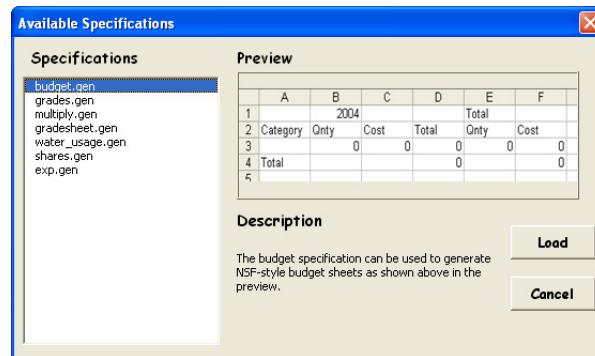 Available Specifications
Specifications
budget.gen
grades.gen
multiply.gen
gradesheet.gen
water_usage.gen
shares.gen
exp.gen
Preview
A B C D E F
1 2004 Total
2 Category Qnty Cost Total Qnty Cost
3 0 0 0 0 0
4 Total 0 0
5
Description
The budget specification can be used to generate
NSF-style budget sheets as shown above in the
preview.
Load
Cancel